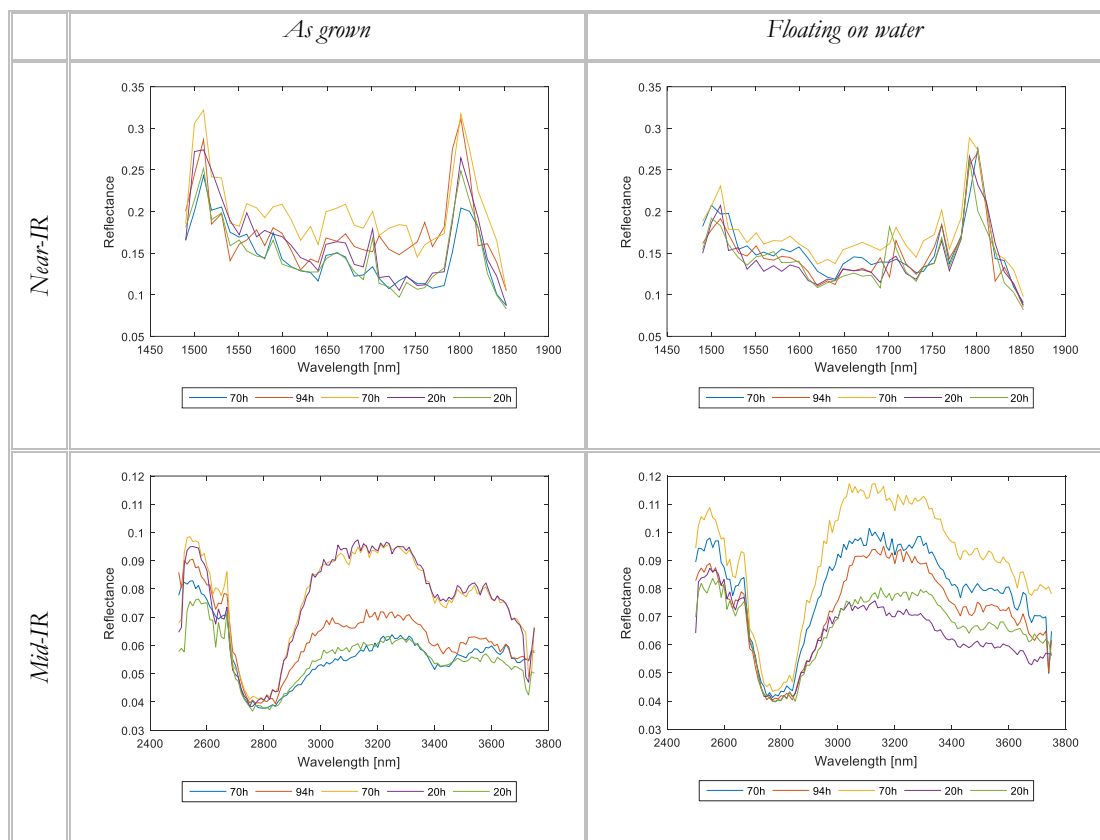 As grown
Floating on water
Near-IR
0.35
0.3
0.25
0.2
0.15
0.1
0.05
Reflectance
1450 1500 1550 1600 1650 1700 1750 1800 1850 1900
Wavelength [nm]
70h 94h 70h 20h 20h
0.35
0.3
0.25
0.2
0.15
0.1
0.05
Reflectance
1450 1500 1550 1600 1650 1700 1750 1800 1850 1900
Wavelength [nm]
70h 94h 70h 20h 20h
Mid-IR
0.12
0.11
0.1
0.09
0.08
0.07
0.06
0.05
0.04
0.03
Reflectance
2400 2600 2800 3000 3200 3400 3600 3800
Wavelength [nm]
70h 94h 70h 20h 20h
0.12
0.11
0.1
0.09
0.08
0.07
0.06
0.05
0.04
0.03
Reflectance
2400 2600 2800 3000 3200 3400 3600 3800
Wavelength [nm]
70h 94h 70h 20h 20h